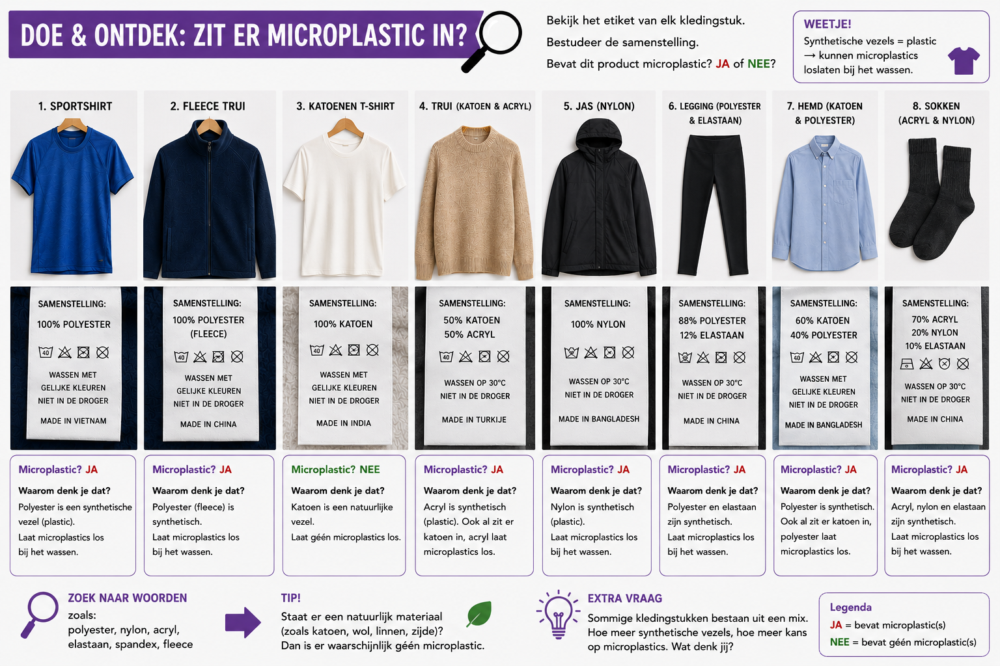 DOE & ONTDEK: ZIT ER MICROPLASTIC IN?
Bekijk het etiket van elk kledingstuk.
Bestudeer de samenstelling.
Bevat dit product microplastic? JA of NEE?
WEETJE!
Synthetische vezels = plastic
→ kunnen microplastics
loslaten bij het wassen.
1. SPORTSHIRT
2. FLEECE TRUI
3. KATOENEN T-SHIRT
4. TRUI (KATOEN & ACRYL)
5. JAS (NYLON)
6. LEGGING (POLYESTER
& ELASTAAN)
7. HEMD (KATOEN
& POLYESTER)
8. SOKKEN
(ACRYL & NYLON)
SAMENSTELLING:
100% POLYESTER
40
WASSEN MET
GELIJKE KLEUREN
NIET IN DE DROGER
MADE IN VIETNAM
SAMENSTELLING:
100% POLYESTER
(FLEECE)
40
WASSEN MET
GELIJKE KLEUREN
NIET IN DE DROGER
MADE IN CHINA
SAMENSTELLING:
100% KATOEN
40
WASSEN MET
GELIJKE KLEUREN
NIET IN DE DROGER
MADE IN INDIA
SAMENSTELLING:
50% KATOEN
50% ACRYL
40
WASSEN OP 30°C
NIET IN DE DROGER
MADE IN TURKIJE
SAMENSTELLING:
100% NYLON
WASSEN OP 30°C
NIET IN DE DROGER
MADE IN BANGLADESH
SAMENSTELLING:
88% POLYESTER
12% ELASTAAN
WASSEN OP 30°C
NIET IN DE DROGER
MADE IN CHINA
SAMENSTELLING:
60% KATOEN
40% POLYESTER
40
WASSEN MET
GELIJKE KLEUREN
NIET IN DE DROGER
MADE IN BANGLADESH
SAMENSTELLING:
70% ACRYL
20% NYLON
10% ELASTAAN
WASSEN OP 30°C
NIET IN DE DROGER
MADE IN CHINA
Microplastic? JA
Waarom denk je dat?
Polyester is een synthetische
vezel (plastic).
Laat microplastics los
bij het wassen.
Microplastic? JA
Waarom denk je dat?
Polyester (fleece) is
synthetisch.
Laat microplastics los
bij het wassen.
Microplastic? NEE
Waarom denk je dat?
Katoen is een natuurlijke
vezel.
Laat géén microplastics los.
Microplastic? JA
Waarom denk je dat?
Acryl is synthetisch
(plastic). Ook al zit er
katoen in, acryl laat
microplastics los.
Microplastic? JA
Waarom denk je dat?
Nylon is synthetisch
(plastic).
Laat microplastics los
bij het wassen.
Microplastic? JA
Waarom denk je dat?
Polyester en elastaan
zijn synthetisch.
Laat microplastics los
bij het wassen.
Microplastic? JA
Waarom denk je dat?
Polyester is synthetisch.
Ook al zit er katoen in,
polyester laat
microplastics los.
Microplastic? JA
Waarom denk je dat?
Acryl, nylon en elastaan
zijn synthetisch.
Laat microplastics los
bij het wassen.
ZOEK NAAR WOORDEN
zoals:
polyester, nylon, acryl,
elastaan, spandex, fleece
TIP!
Staat er een natuurlijk materiaal
(zoals katoen, wol, linnen, zijde)?
Dan is er waarschijnlijk géén microplastic.
EXTRA VRAAG
Sommige kledingstukken bestaan uit een mix.
Hoe meer synthetische vezels, hoe meer kans
op microplastics. Wat denk jij?
Legenda
JA = bevat microplastic(s)
NEE = bevat géén microplastic(s)